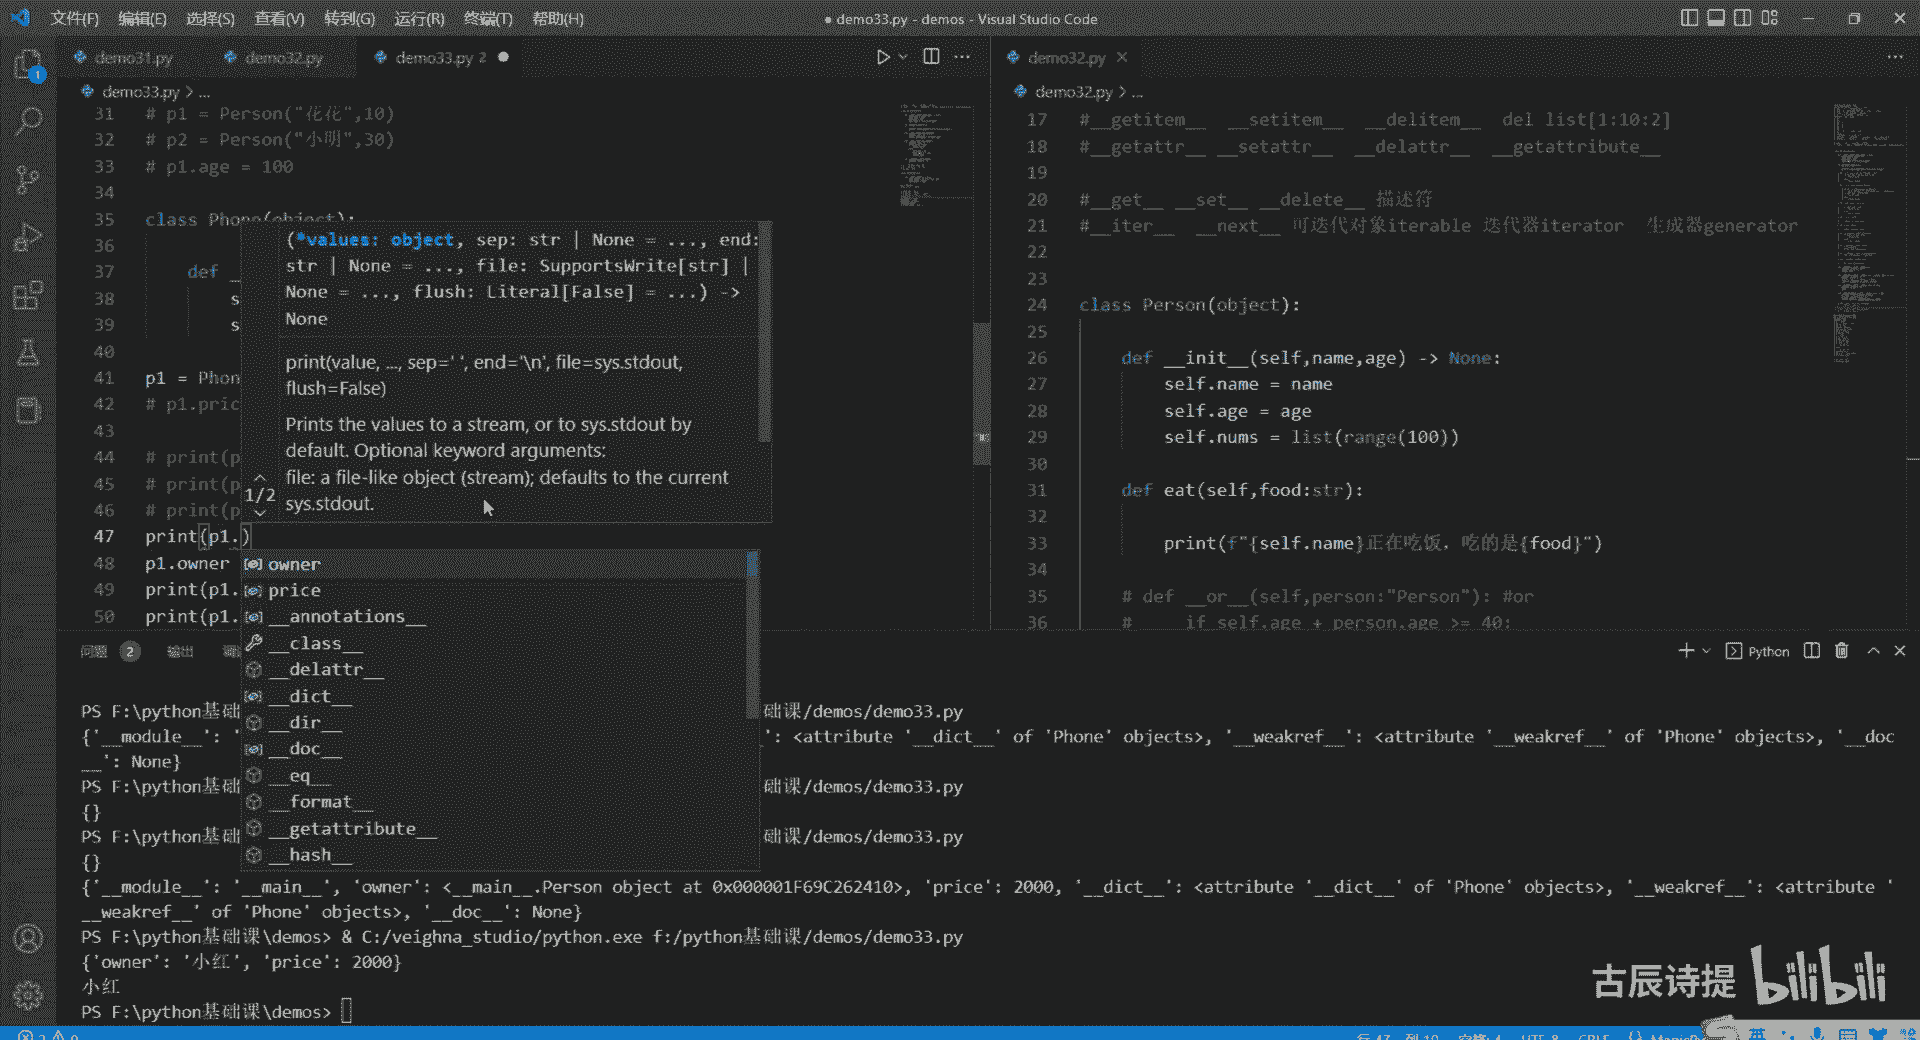 文件(F) 编辑(E) 选择(S) 查看(V) 转到(G) 运行(R) 终端(T) 帮助(H)
● demo33.py - demos - Visual Studio Code
demo31.py
demo32.py
demo33.py 2
demo33.py > ...
31 # p1 = Person("花花",10)
32 # p2 = Person("小明",30)
33 # p1.age = 100
34
35 class Phone(object):
36
37 def
38 s
39 s
40
41 p1 = Phon
42 # p1.pric
43
44 # print(p
45 # print(p
46 # print(p
47 print(p1.)
48 p1.owner
49 print(p1.
50 print(p1.
(*values: object, sep: str | None = ..., end:
str | None = ..., file: SupportsWrite[str] |
None = ..., flush: Literal[False] = ...) ->
None
print(value, ..., sep=' ', end='\n', file=sys.stdout,
flush=False)
Prints the values to a stream, or to sys.stdout by
default. Optional keyword arguments:
file: a file-like object (stream); defaults to the current
sys.stdout.
1/2
owner
price
__annotations__
__class__
__delattr__
__dict__
__dir__
__doc__
__eq__
__format__
__getattribute__
__hash__
demo32.py
demo32.py > ...
17 #__getitem__ __setitem__ __delitem__ del list[1:10:2]
18 #__getattr__ __setattr__ __delattr__ __getattribute__
19
20 #__get__ __set__ __delete__ 描述符
21 #__iter__ __next__ 可迭代对象iterable 迭代器iterator 生成器generator
22
23
24 class Person(object):
25
26 def __init__(self,name,age) -> None:
27 self.name = name
28 self.age = age
29 self.nums = list(range(100))
30
31 def eat(self,food:str):
32
33 print(f"{self.name}正在吃饭，吃的是{food}")
34
35 # def __or__(self,person:"Person"): #or
36 # if self.age + person.age >= 40:
问题 2 输出
Python
PS F:\python基础 础课/demos/demo33.py
{'__module__': ': <attribute '__dict__' of 'Phone' objects>, '__weakref__': <attribute '__weakref__' of 'Phone' objects>, '__doc
__': None}
PS F:\python基础 础课/demos/demo33.py
{}
PS F:\python基础 础课/demos/demo33.py
{}
{'__module__': '__main__', 'owner': <__main__.Person object at 0x000001F69C262410>, 'price': 2000, '__dict__': <attribute '__dict__' of 'Phone' objects>, '__weakref__': <attribute '
__weakref__' of 'Phone' objects>, '__doc__': None}
PS F:\python基础课\demos> & C:/veighna_studio/python.exe f:/python基础课/demos/demo33.py
{'owner': '小红', 'price': 2000}
小红
PS F:\python基础课\demos>
古辰诗提 bilibili
英